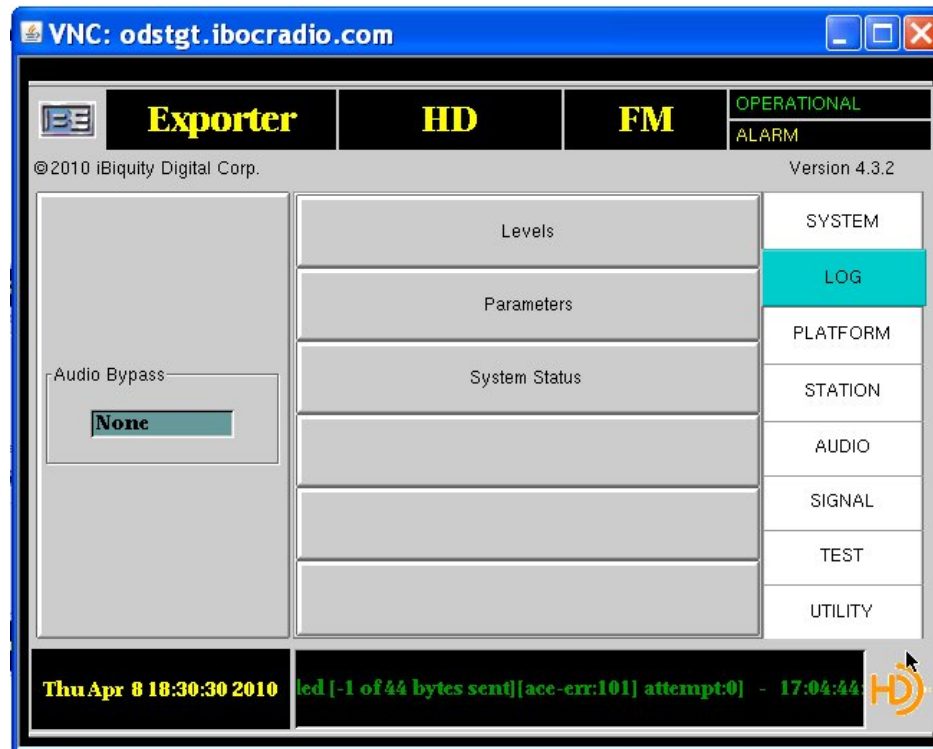 VNC: odstgt.ibocradio.com
Exporter HD FM OPERATIONAL
ALARM
©2010 iBiquity Digital Corp. Version 4.3.2
Levels
Parameters
System Status
Audio Bypass
None
SYSTEM
LOG
PLATFORM
STATION
AUDIO
SIGNAL
TEST
UTILITY
Thu Apr 8 18:30:30 2010
led [-1 of 44 bytes sent][ace-err:101] attempt:0] - 17:04:44:
HD